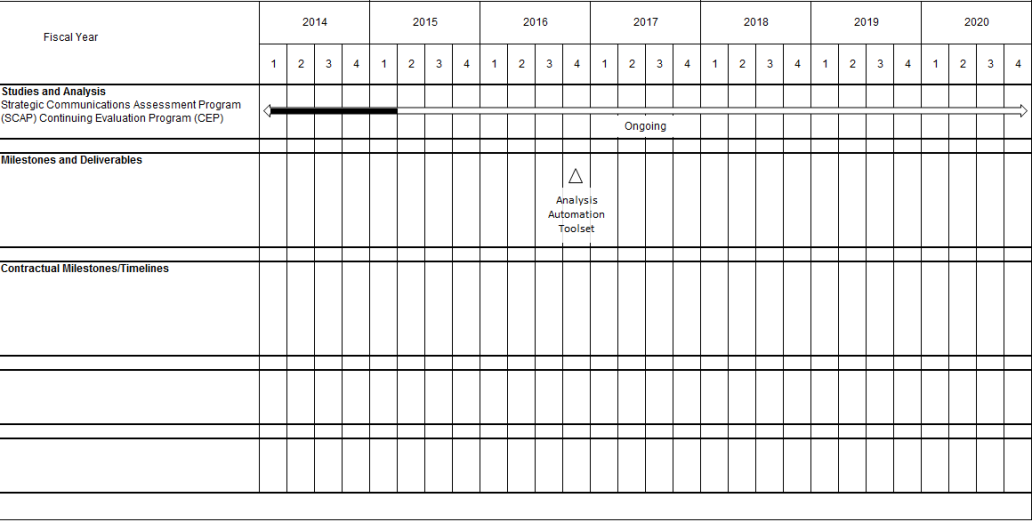 Fiscal Year
2014 2015 2016 2017 2018 2019 2020
1 2 3 4 1 2 3 4 1 2 3 4 1 2 3 4 1 2 3 4 1 2 3 4 1 2 3 4
Studies and Analysis
Strategic Communications Assessment Program
(SCAP) Continuing Evaluation Program (CEP)
Ongoing
Milestones and Deliverables
Analysis
Automation
Toolset
Contractual Milestones/Timelines